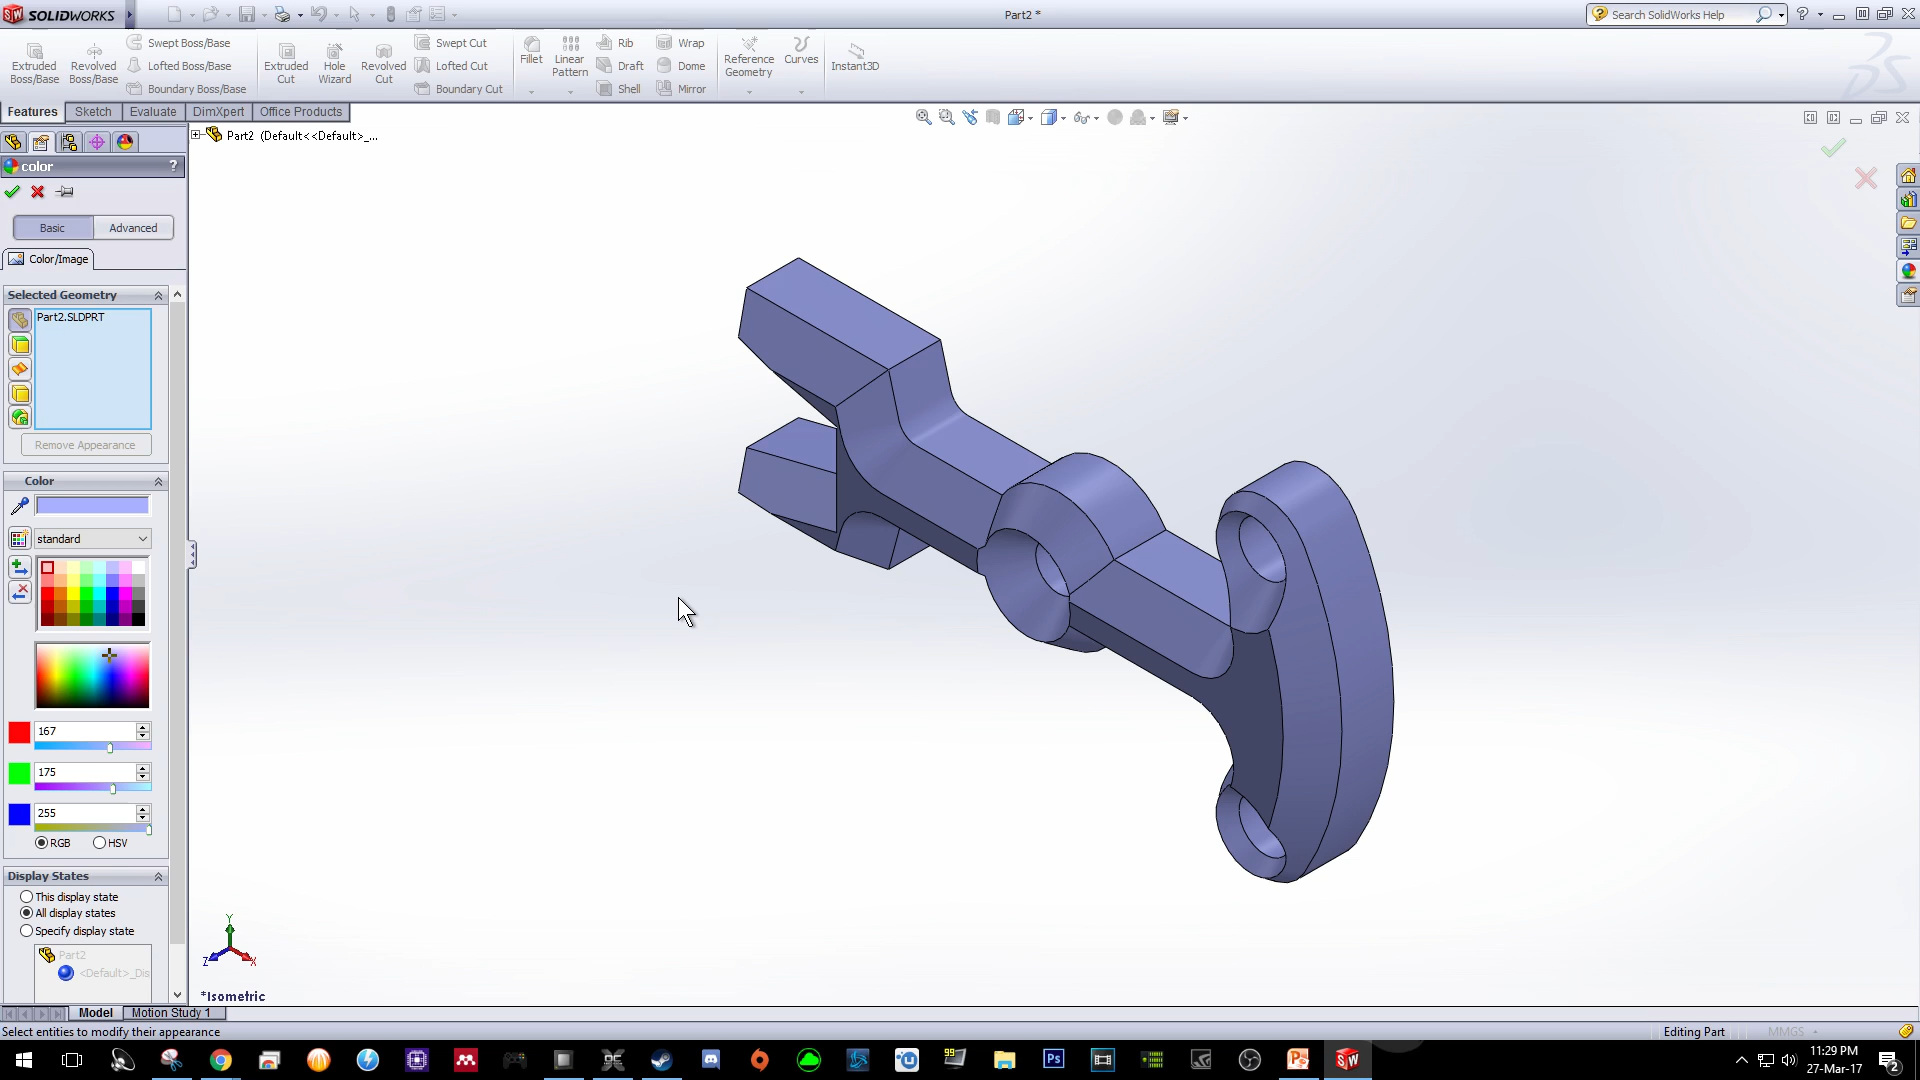 SOLIDWORKS
Part2 *
Search SolidWorks Help
Extruded Boss/Base
Revolved Boss/Base
Swept Boss/Base
Lofted Boss/Base
Boundary Boss/Base
Extruded Cut
Hole Wizard
Revolved Cut
Swept Cut
Lofted Cut
Boundary Cut
Fillet
Linear Pattern
Rib
Draft
Shell
Wrap
Dome
Mirror
Reference Geometry
Curves
Instant3D
Features
Sketch
Evaluate
DimXpert
Office Products
Part2 (Default<<Default>_...
color
?
Basic
Advanced
Color/Image
Selected Geometry
Part2.SLDPRT
Remove Appearance
Color
standard
167
175
255
RGB
HSV
Display States
This display state
All display states
Specify display state
Part2
<Default>_Dis
Y
Z
X
*Isometric
Model
Motion Study 1
Select entities to modify their appearance
Editing Part
MMGS
99
Ps
SW
11:29 PM
27-Mar-17
2